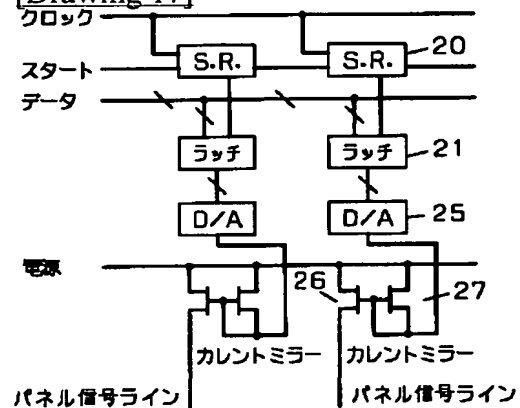 [Drawing 17]
クロック
S.R. S.R. 20
スタート
データ
ラッチ ラッチ 21
D/A D/A 25
電源
26 27
カレントミラー カレントミラー
パネル信号ライン パネル信号ライン